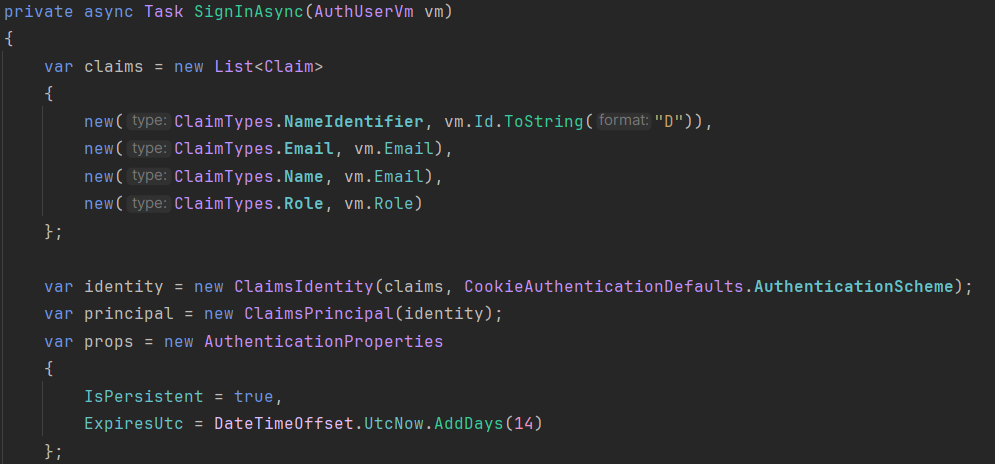 private async Task SignInAsync(AuthUserVm vm)
{
    var claims = new List<Claim>
    {
        new( type: ClaimTypes.NameIdentifier, vm.Id.ToString( format: "D")),
        new( type: ClaimTypes.Email, vm.Email),
        new( type: ClaimTypes.Name, vm.Email),
        new( type: ClaimTypes.Role, vm.Role)
    };

    var identity = new ClaimsIdentity(claims, CookieAuthenticationDefaults.AuthenticationScheme);
    var principal = new ClaimsPrincipal(identity);
    var props = new AuthenticationProperties
    {
        IsPersistent = true,
        ExpiresUtc = DateTimeOffset.UtcNow.AddDays(14)
    };